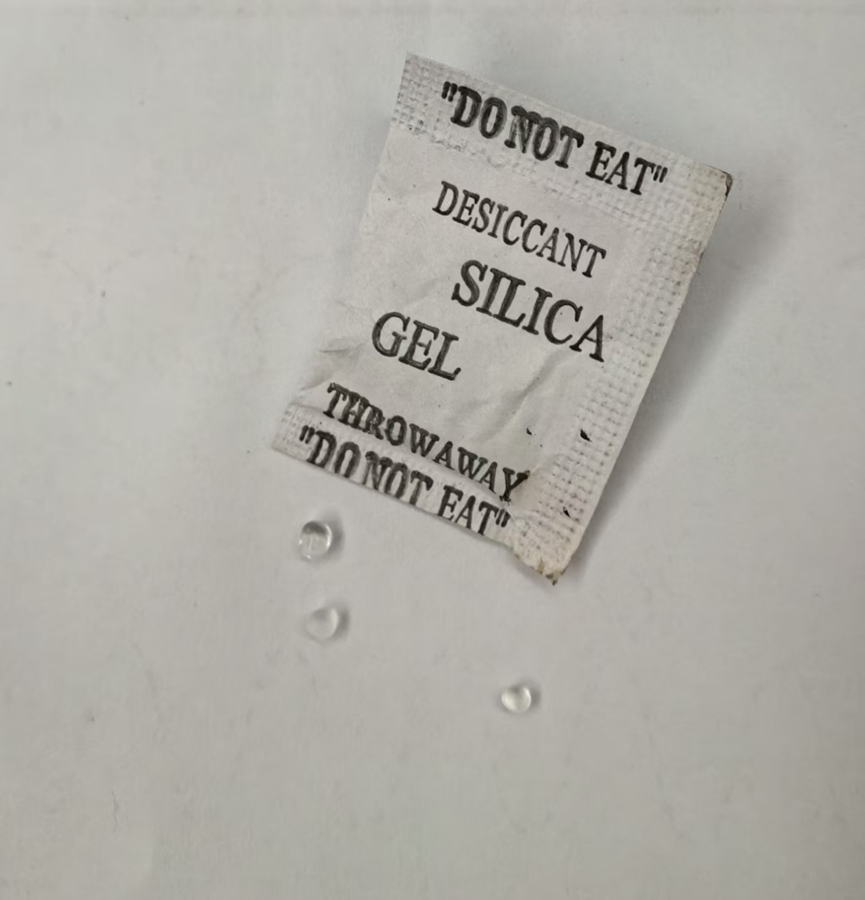 "DO NOT EAT"
DESICCANT
SILICA
GEL
THROWAWAY
"DO NOT EAT"